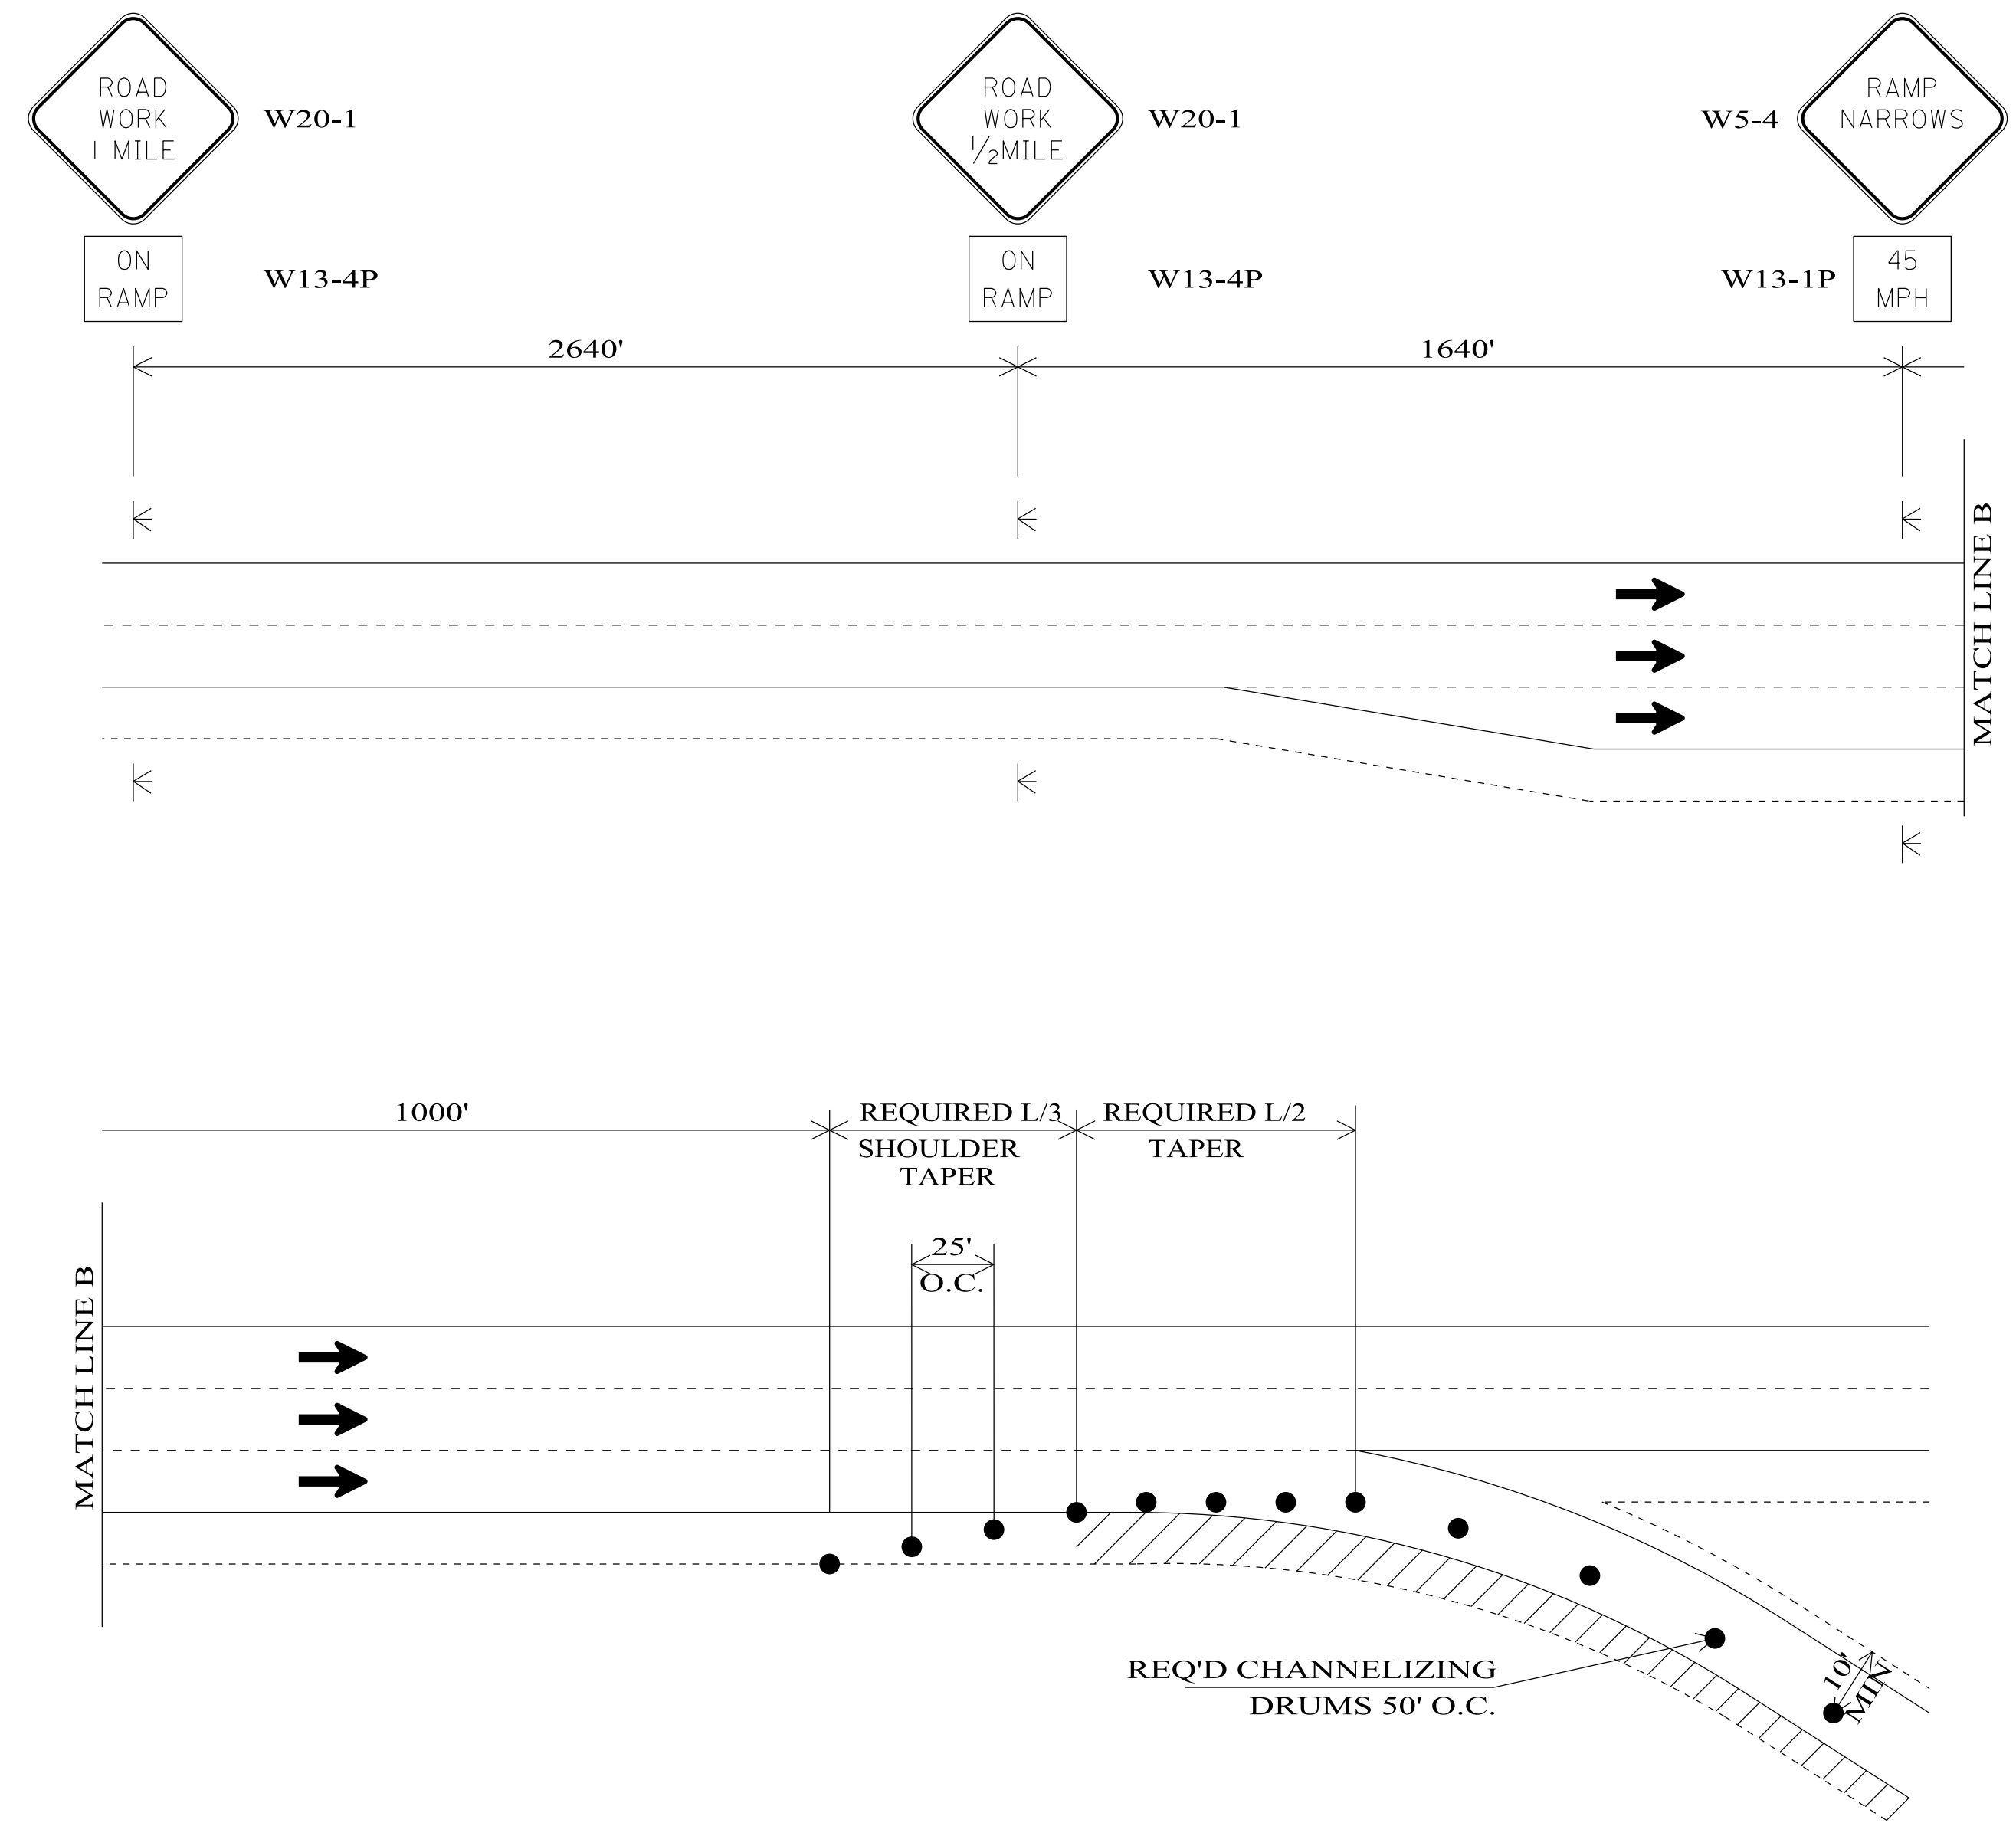 ROAD
WORK
1 MILE
W20-1
ON
RAMP
W13-4P
ROAD
WORK
1/2 MILE
W20-1
ON
RAMP
W13-4P
RAMP
NARROWS
W5-4
45
MPH
W13-1P
2640'
1640'
MATCH LINE B
1000'
REQUIRED L/3
SHOULDER
TAPER
REQUIRED L/2
TAPER
25'
O.C.
MATCH LINE B
REQ'D CHANNELIZING
DRUMS 50' O.C.
10'
MIN